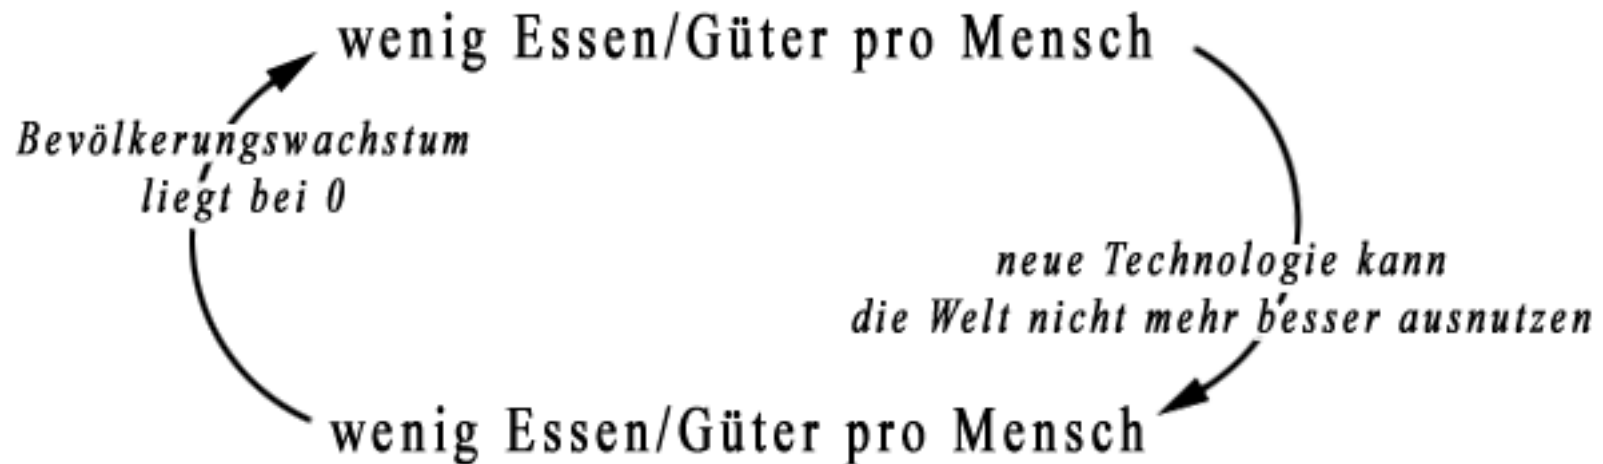 wenig Essen/Güter pro Mensch
Bevölkerungswachstum
liegt bei 0
neue Technologie kann
die Welt nicht mehr besser ausnutzen
wenig Essen/Güter pro Mensch